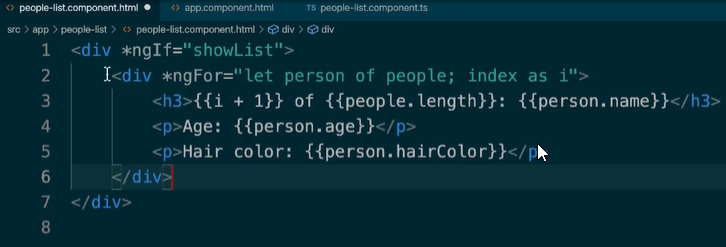 people-list.component.html app.component.html TS people-list.component.ts
src > app > people-list > people-list.component.html > div > div
1 <div *ngIf="showList">
2 <div *ngFor="let person of people; index as i">
3 <h3>{{i + 1}} of {{people.length}}: {{person.name}}</h3>
4 <p>Age: {{person.age}}</p>
5 <p>Hair color: {{person.hairColor}}</p
6 </div>
7 </div>
8